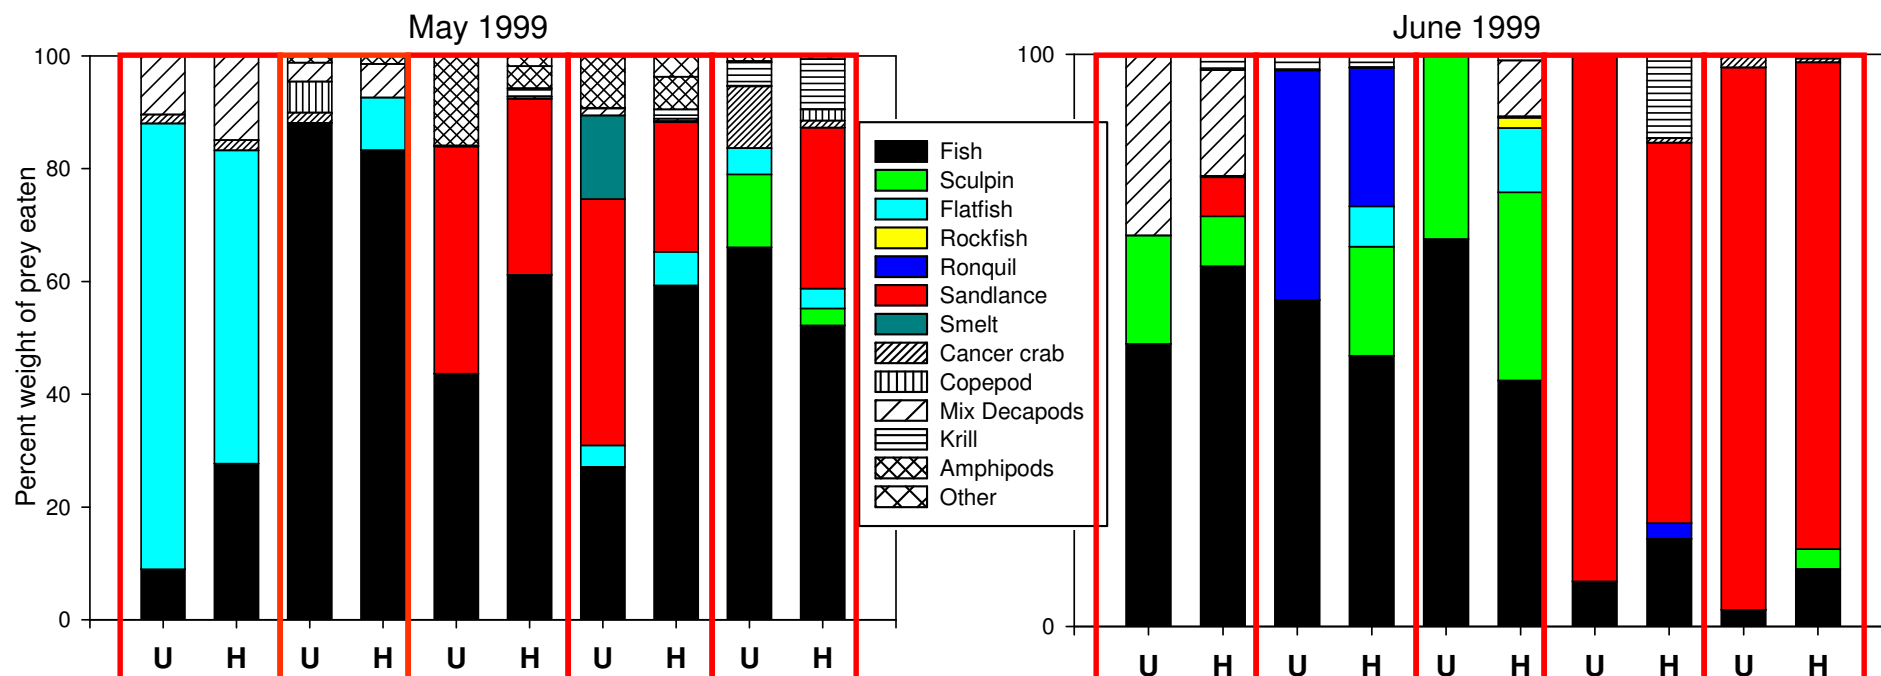 May 1999
June 1999
Percent weight of prey eaten
100
80
60
40
20
0
U H U H U H U H U H
Fish
Sculpin
Flatfish
Rockfish
Ronquil
Sandlance
Smelt
Cancer crab
Copepod
Mix Decapods
Krill
Amphipods
Other
100
0
U H U H U H U H U H